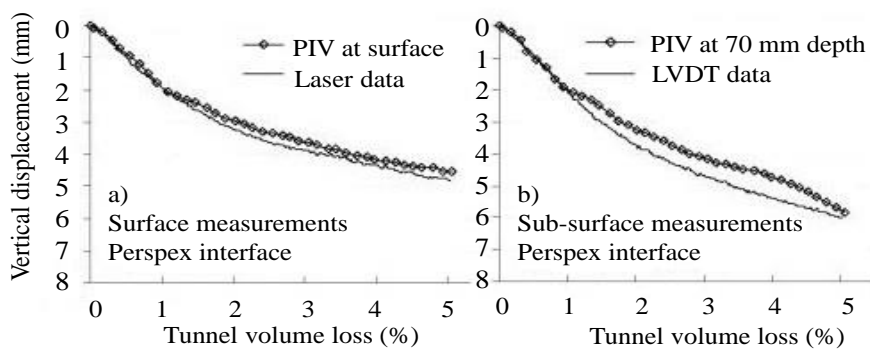 Vertical displacement (mm)
0
1
2
3
4
5
6
7
8
PIV at surface
Laser data
a)
Surface measurements
Perspex interface
0 1 2 3 4 5
Tunnel volume loss (%)
0
1
2
3
4
5
6
7
8
PIV at 70 mm depth
LVDT data
b)
Sub-surface measurements
Perspex interface
0 1 2 3 4 5
Tunnel volume loss (%)